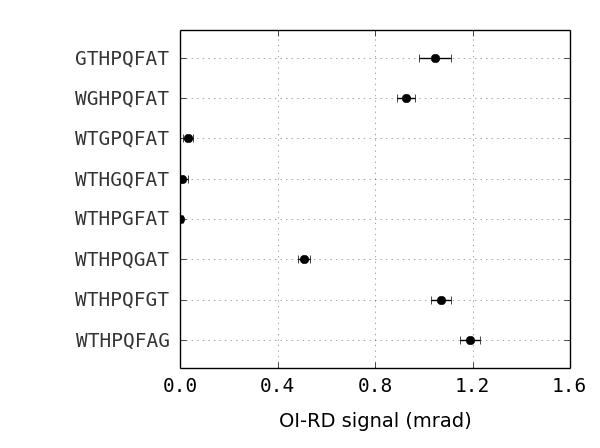 GTHPQFAT
WGHPQFAT
WTGPQFAT
WTHGQFAT
WTHPGFAT
WTHPQGAT
WTHPQFGT
WTHPQFAG
0.0 0.4 0.8 1.2 1.6
OI-RD signal (mrad)